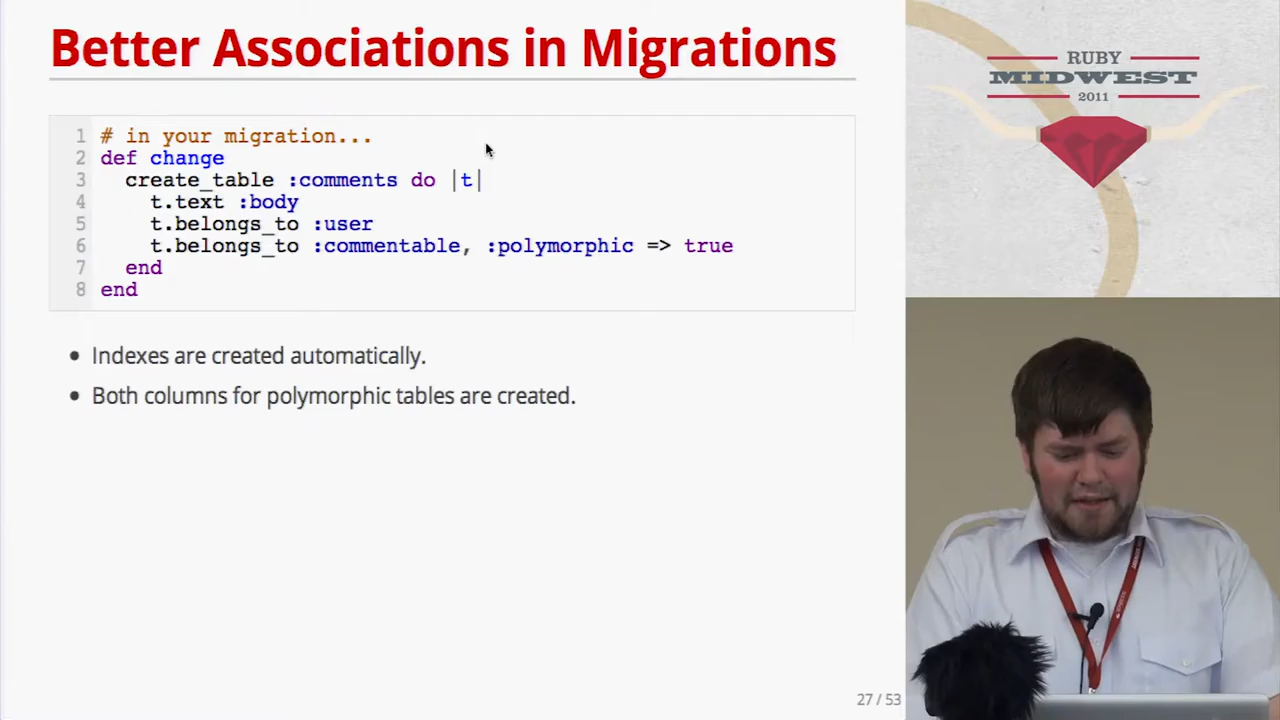 Better Associations in Migrations
1 # in your migration...
2 def change
3 create_table :comments do |t|
4 t.text :body
5 t.belongs_to :user
6 t.belongs_to :commentable, :polymorphic => true
7 end
8 end
• Indexes are created automatically.
• Both columns for polymorphic tables are created.
27 / 53
RUBY
MIDWEST
2011